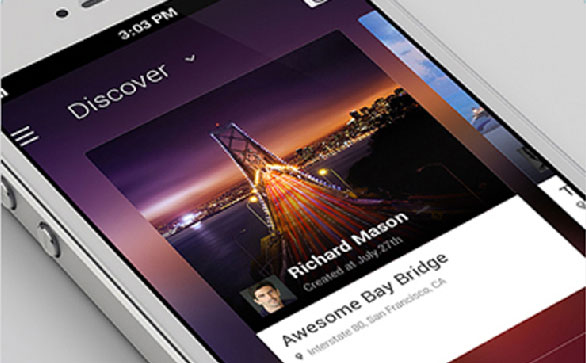 3:03 PM
Discover
Richard Mason
Created at July 27th
Awesome Bay Bridge
Interstate 80, San Francisco, CA